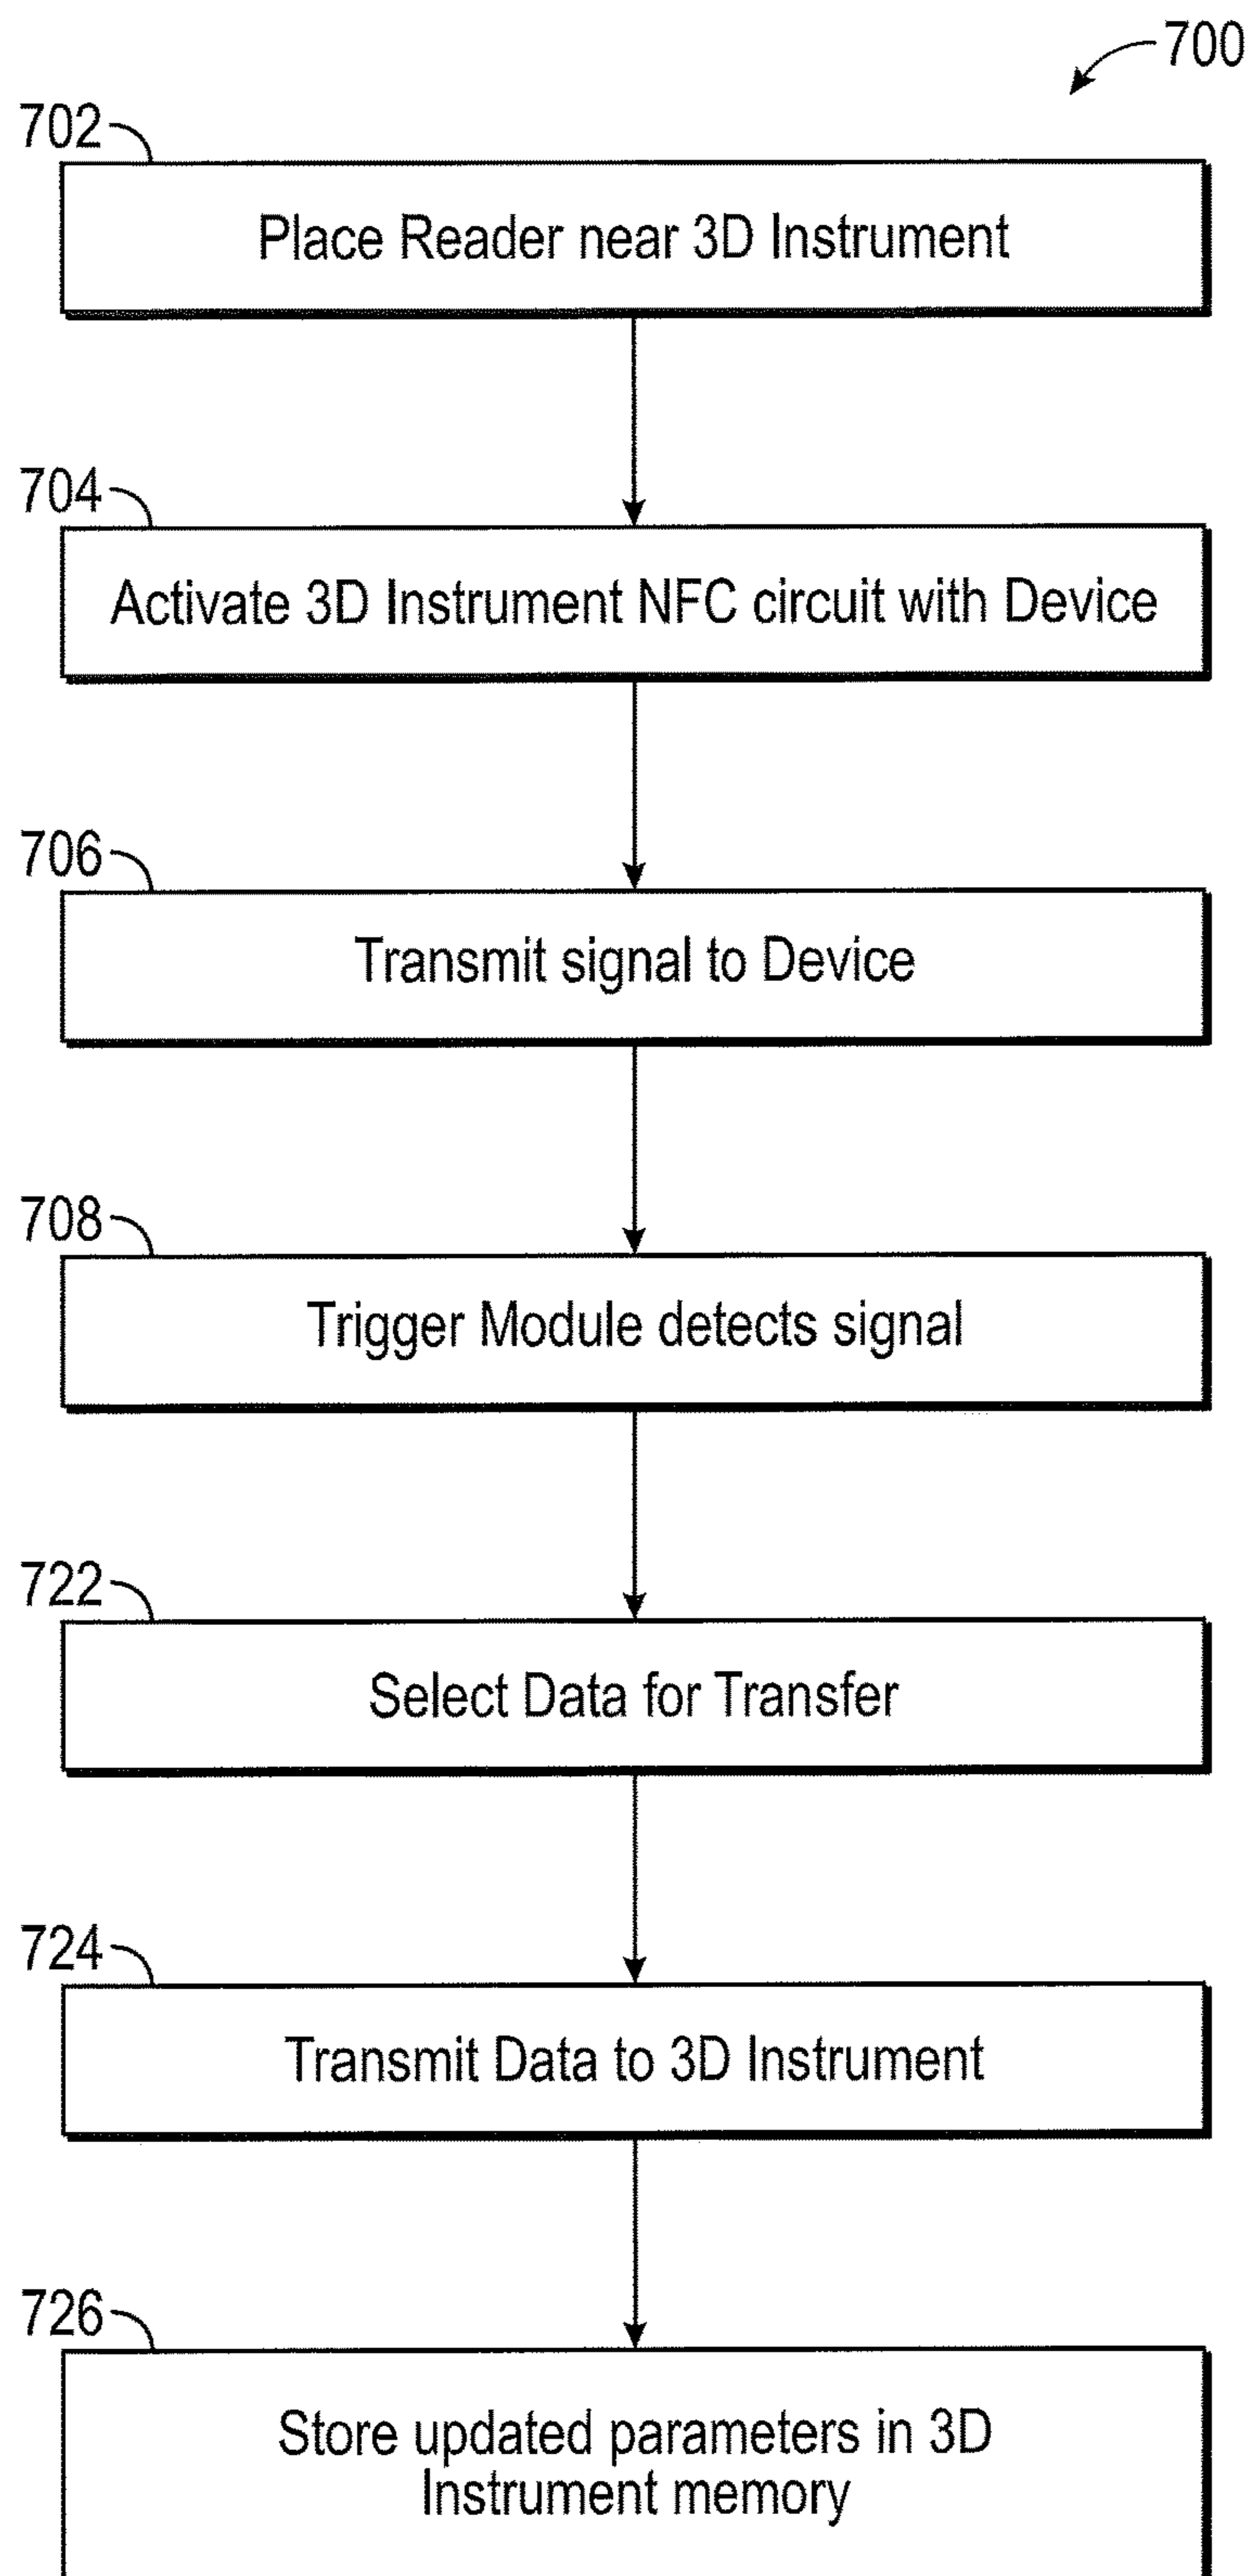 700
702
Place Reader near 3D Instrument
704
Activate 3D Instrument NFC circuit with Device
706
Transmit signal to Device
708
Trigger Module detects signal
722
Select Data for Transfer
724
Transmit Data to 3D Instrument
726
Store updated parameters in 3D
Instrument memory